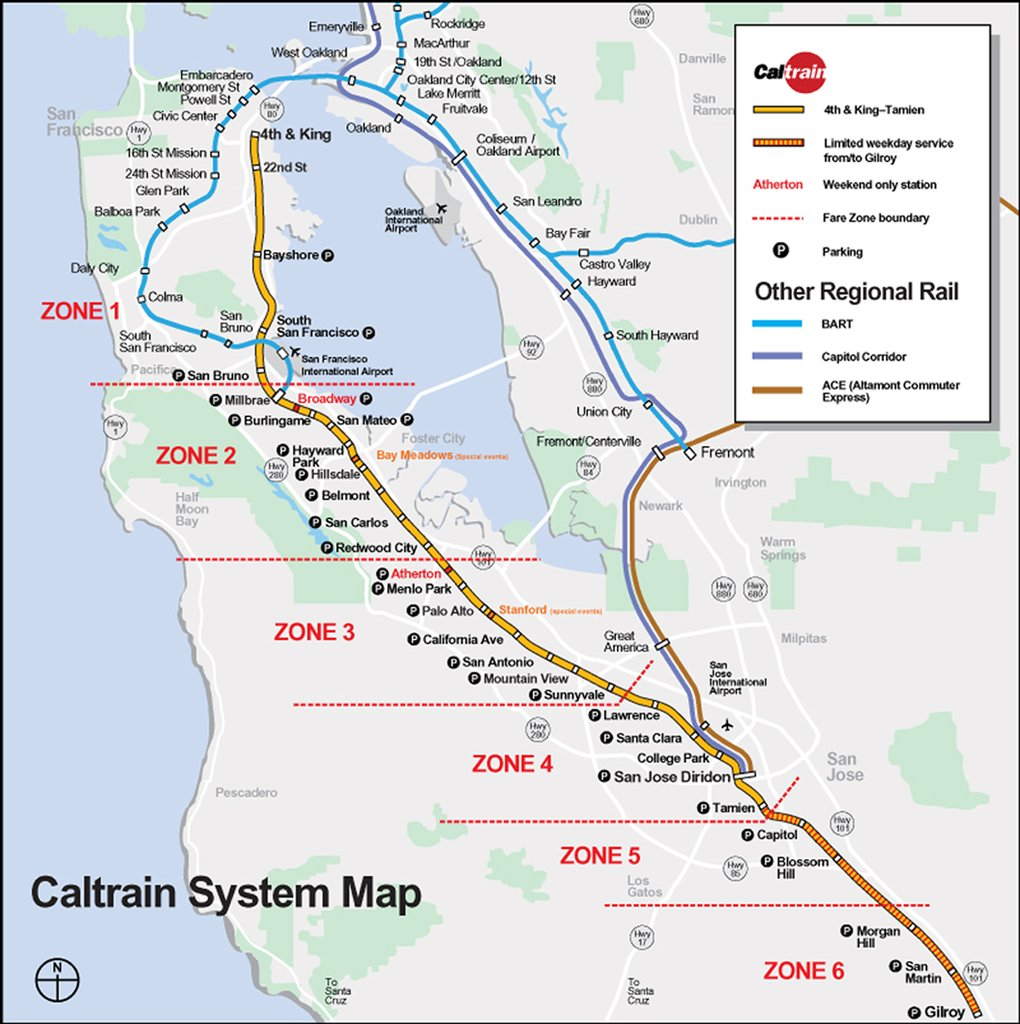 Emeryville
Rockridge
Hwy
680
West Oakland
MacArthur
19th St /Oakland
Oakland City Center/12th St
Lake Merritt
Fruitvale
Danville
San
Ramon
Embarcadero
Montgomery St
Powell St
Civic Center
Hwy
80
San
Francisco
Hwy
1
4th & King
Oakland
Coliseum /
Oakland Airport
16th St Mission
24th St Mission
22nd St
Glen Park
Balboa Park
Oakland
International
Airport
San Leandro
Dublin
Bay Fair
Bayshore P
Castro Valley
Daly City
Hayward
Colma
ZONE 1
San
Bruno
South
San Francisco P
South
San Francisco
South Hayward
Hwy
92
San Francisco
International Airport
Pacifica
P San Bruno
Hwy
880
P Millbrae
Broadway P
Union City
P Burlingame
San Mateo P
Hwy
1
Foster City
Bay Meadows (Special events)
Fremont/Centerville
Fremont
ZONE 2
P Hayward
Park
Hwy
280
P Hillsdale
Hwy
84
Irvington
P Belmont
Half
Moon
Bay
Newark
P San Carlos
P Redwood City
Warm
Springs
Hwy
101
P Atherton
P Menlo Park
Hwy
880
Hwy
680
P Palo Alto
Stanford (special events)
ZONE 3
P California Ave
Great
America
Milpitas
P San Antonio
P Mountain View
San
Jose
International
Airport
P Sunnyvale
P Lawrence
Hwy
280
P Santa Clara
College Park
ZONE 4
P San Jose Diridon
San
Jose
Pescadero
P Tamien
Hwy
101
P Capitol
ZONE 5
P Blossom
Hill
Hwy
85
Los
Gatos
Caltrain System Map
P Morgan
Hill
Hwy
17
ZONE 6
P San
Martin
Hwy
101
N
To
Santa
Cruz
To
Santa
Cruz
P Gilroy
Caltrain
4th & King–Tamien
Limited weekday service
from/to Gilroy
Atherton Weekend only station
Fare Zone boundary
P Parking
Other Regional Rail
BART
Capitol Corridor
ACE (Altamont Commuter
Express)